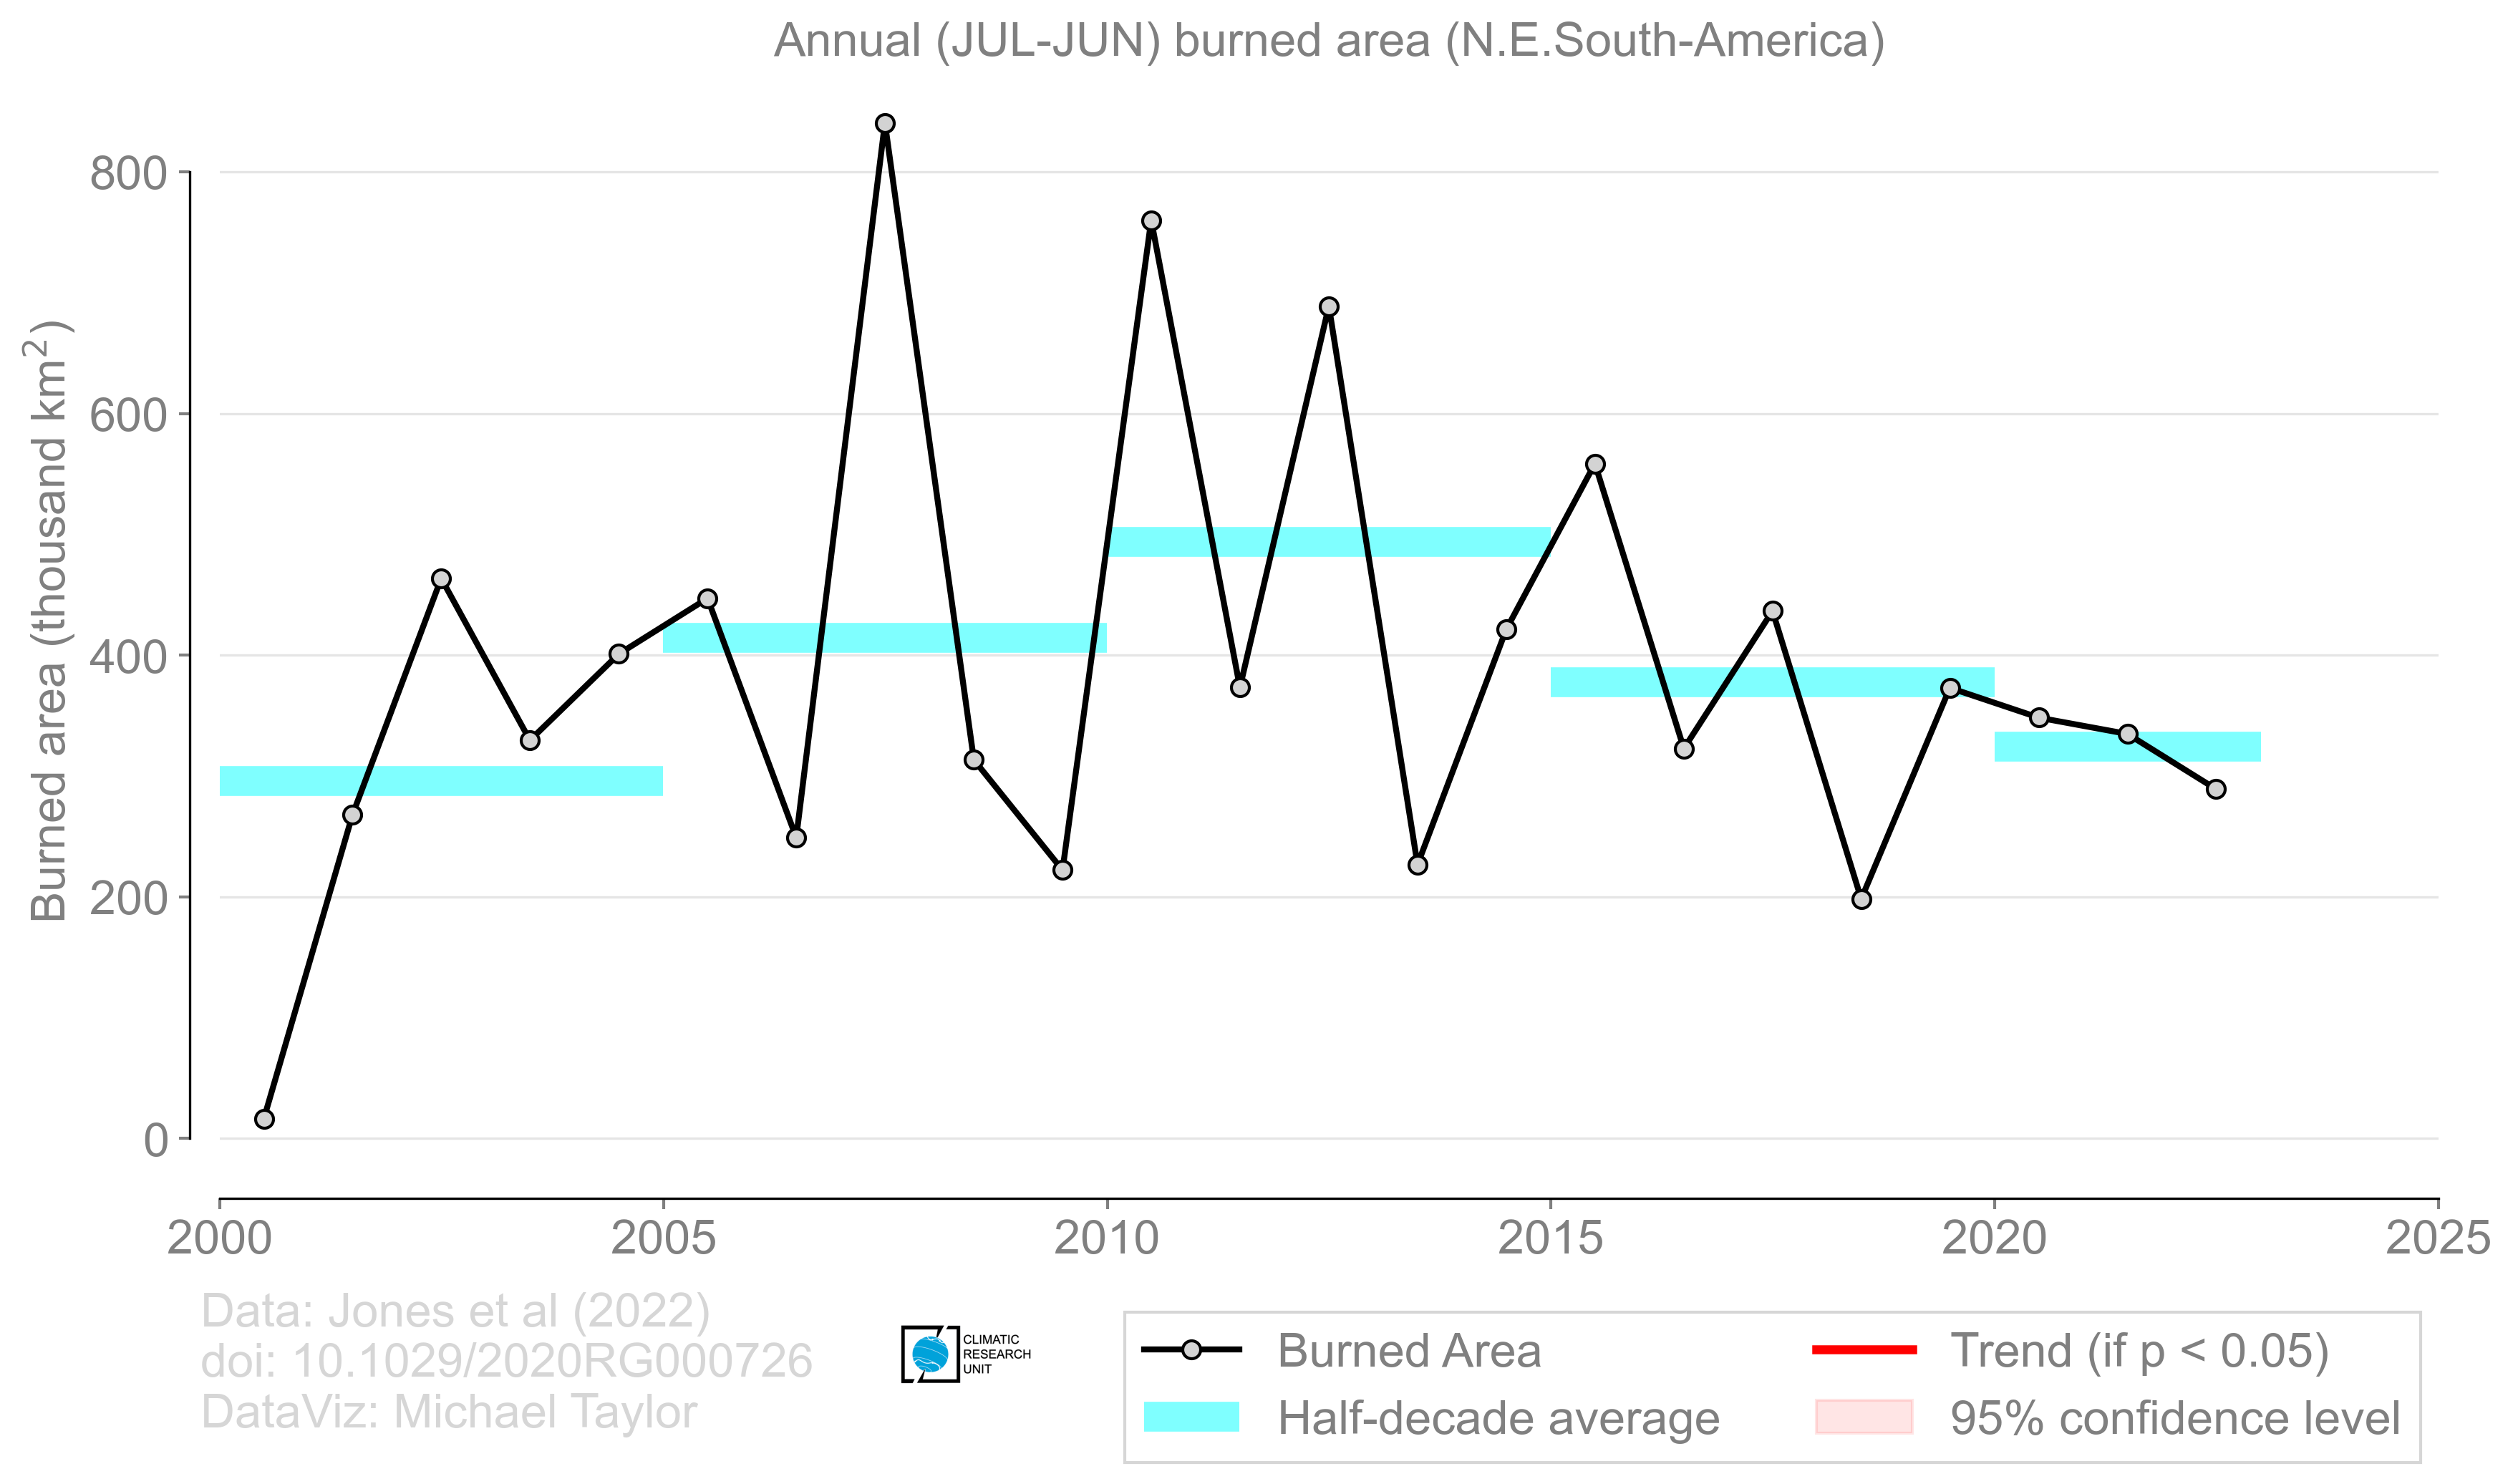 Annual (JUL-JUN) burned area (N.E.South-America)
Burned area (thousand km²)
800
600
400
200
0
2000 2005 2010 2015 2020 2025
Data: Jones et al (2022)
doi: 10.1029/2020RG000726
DataViz: Michael Taylor
CLIMATIC
RESEARCH
UNIT
Burned Area
Half-decade average
Trend (if p < 0.05)
95% confidence level